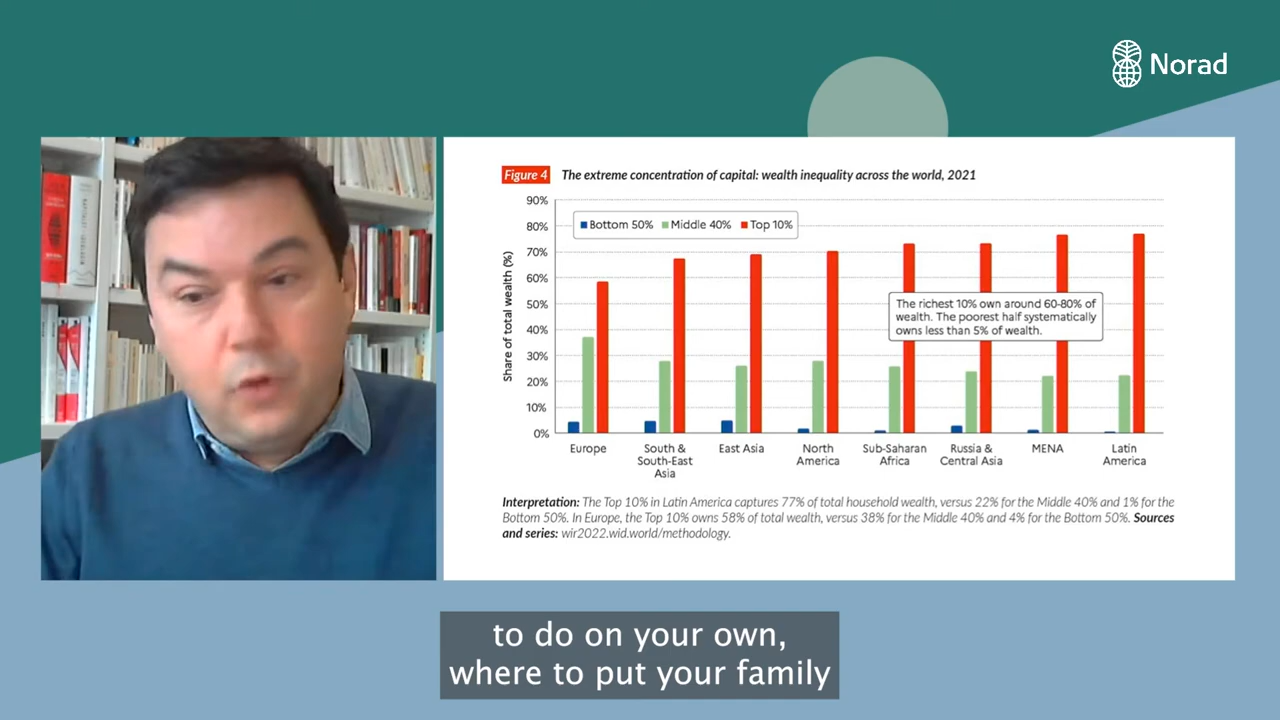 Norad
Figure 4 The extreme concentration of capital: wealth inequality across the world, 2021
Share of total wealth (%)
90%
80%
70%
60%
50%
40%
30%
20%
10%
0%
Bottom 50% Middle 40% Top 10%
The richest 10% own around 60-80% of
wealth. The poorest half systematically
owns less than 5% of wealth.
Europe
South &
South-East
Asia
East Asia
North
America
Sub-Saharan
Africa
Russia &
Central Asia
MENA
Latin
America
Interpretation: The Top 10% in Latin America captures 77% of total household wealth, versus 22% for the Middle 40% and 1% for the
Bottom 50%. In Europe, the Top 10% owns 58% of total wealth, versus 38% for the Middle 40% and 4% for the Bottom 50%. Sources
and series: wir2022.wid.world/methodology.
to do on your own,
where to put your family